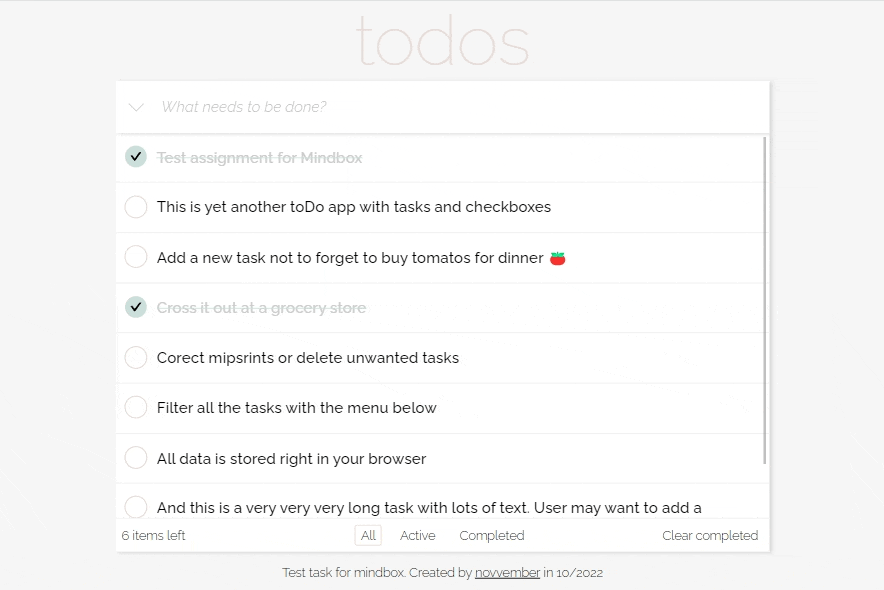 todos
What needs to be done?
Test assignment for Mindbox
This is yet another toDo app with tasks and checkboxes
Add a new task not to forget to buy tomatos for dinner 🍅
Cross it out at a grocery store
Corect mipsrints or delete unwanted tasks
Filter all the tasks with the menu below
All data is stored right in your browser
And this is a very very very long task with lots of text. User may want to add a
6 items left All Active Completed Clear completed
Test task for mindbox. Created by novvember in 10/2022